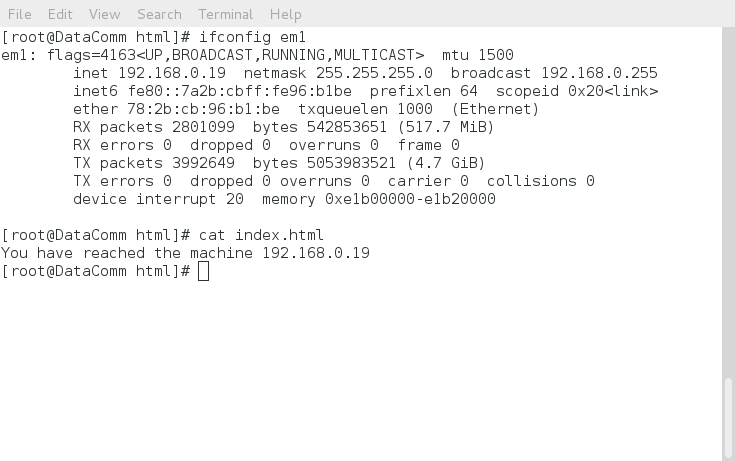 File Edit View Search Terminal Help
[root@DataComm html]# ifconfig em1
em1: flags=4163<UP,BROADCAST,RUNNING,MULTICAST>  mtu 1500
        inet 192.168.0.19  netmask 255.255.255.0  broadcast 192.168.0.255
        inet6 fe80::7a2b:cbff:fe96:b1be  prefixlen 64  scopeid 0x20<link>
        ether 78:2b:cb:96:b1:be  txqueuelen 1000  (Ethernet)
        RX packets 2801099  bytes 542853651 (517.7 MiB)
        RX errors 0  dropped 0  overruns 0  frame 0
        TX packets 3992649  bytes 5053983521 (4.7 GiB)
        TX errors 0  dropped 0 overruns 0  carrier 0  collisions 0
        device interrupt 20  memory 0xe1b00000-e1b20000
[root@DataComm html]# cat index.html
You have reached the machine 192.168.0.19
[root@DataComm html]#